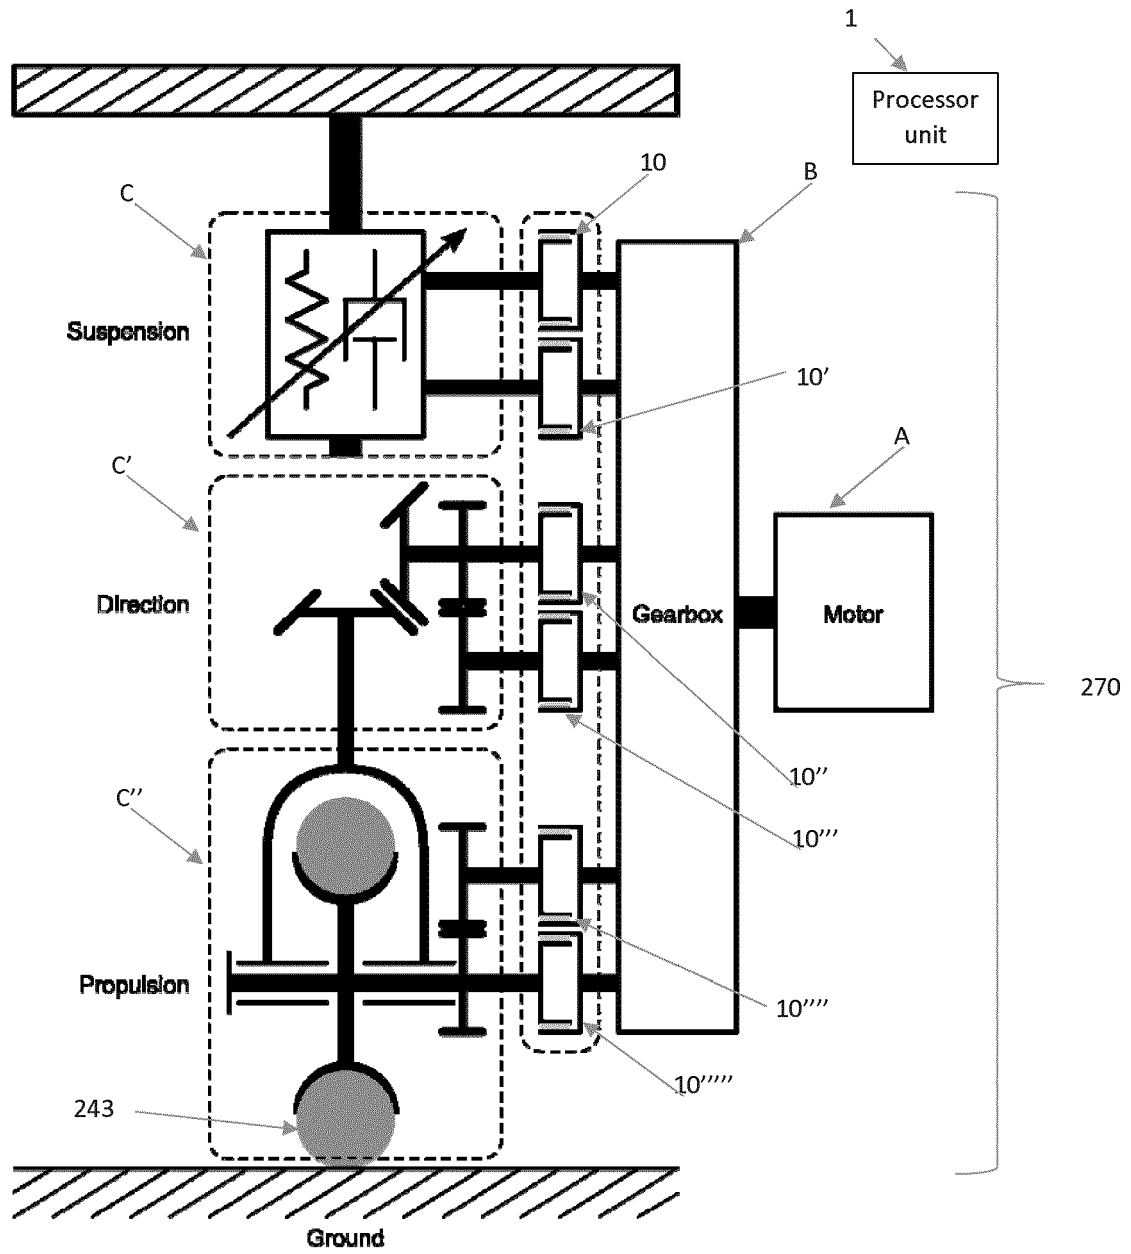 1
Processor
unit
10
B
C
Suspension
10’
A
C’
Direction
Gearbox
Motor
270
10’’
C’’
10’’’
Propulsion
10’’’’
10’’’’’
243
Ground